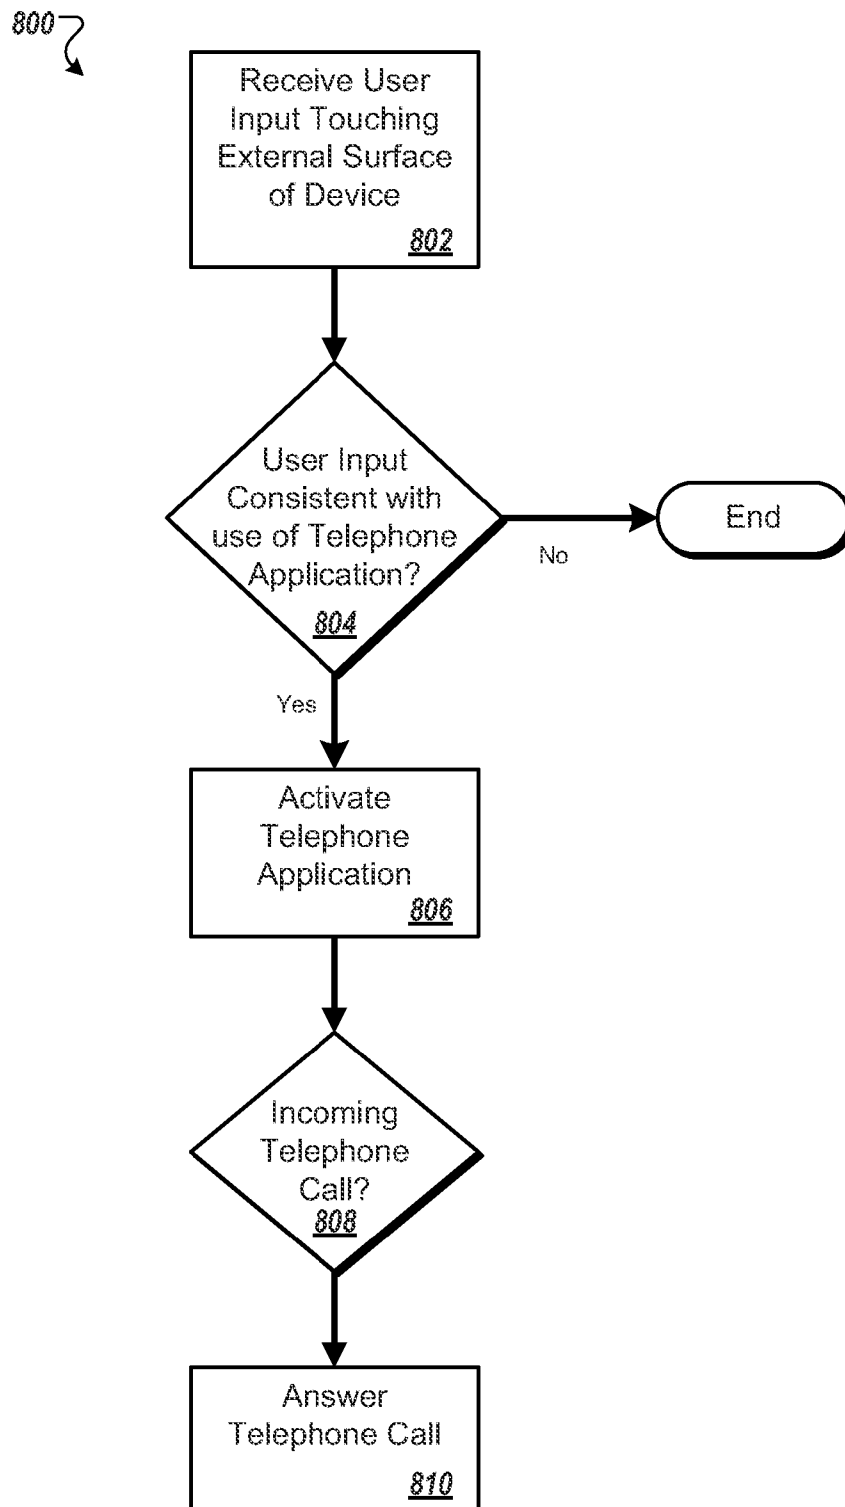 800
Receive User
Input Touching
External Surface
of Device
802
User Input
Consistent with
use of Telephone
Application?
804
No
End
Yes
Activate
Telephone
Application
806
Incoming
Telephone
Call?
808
Answer
Telephone Call
810